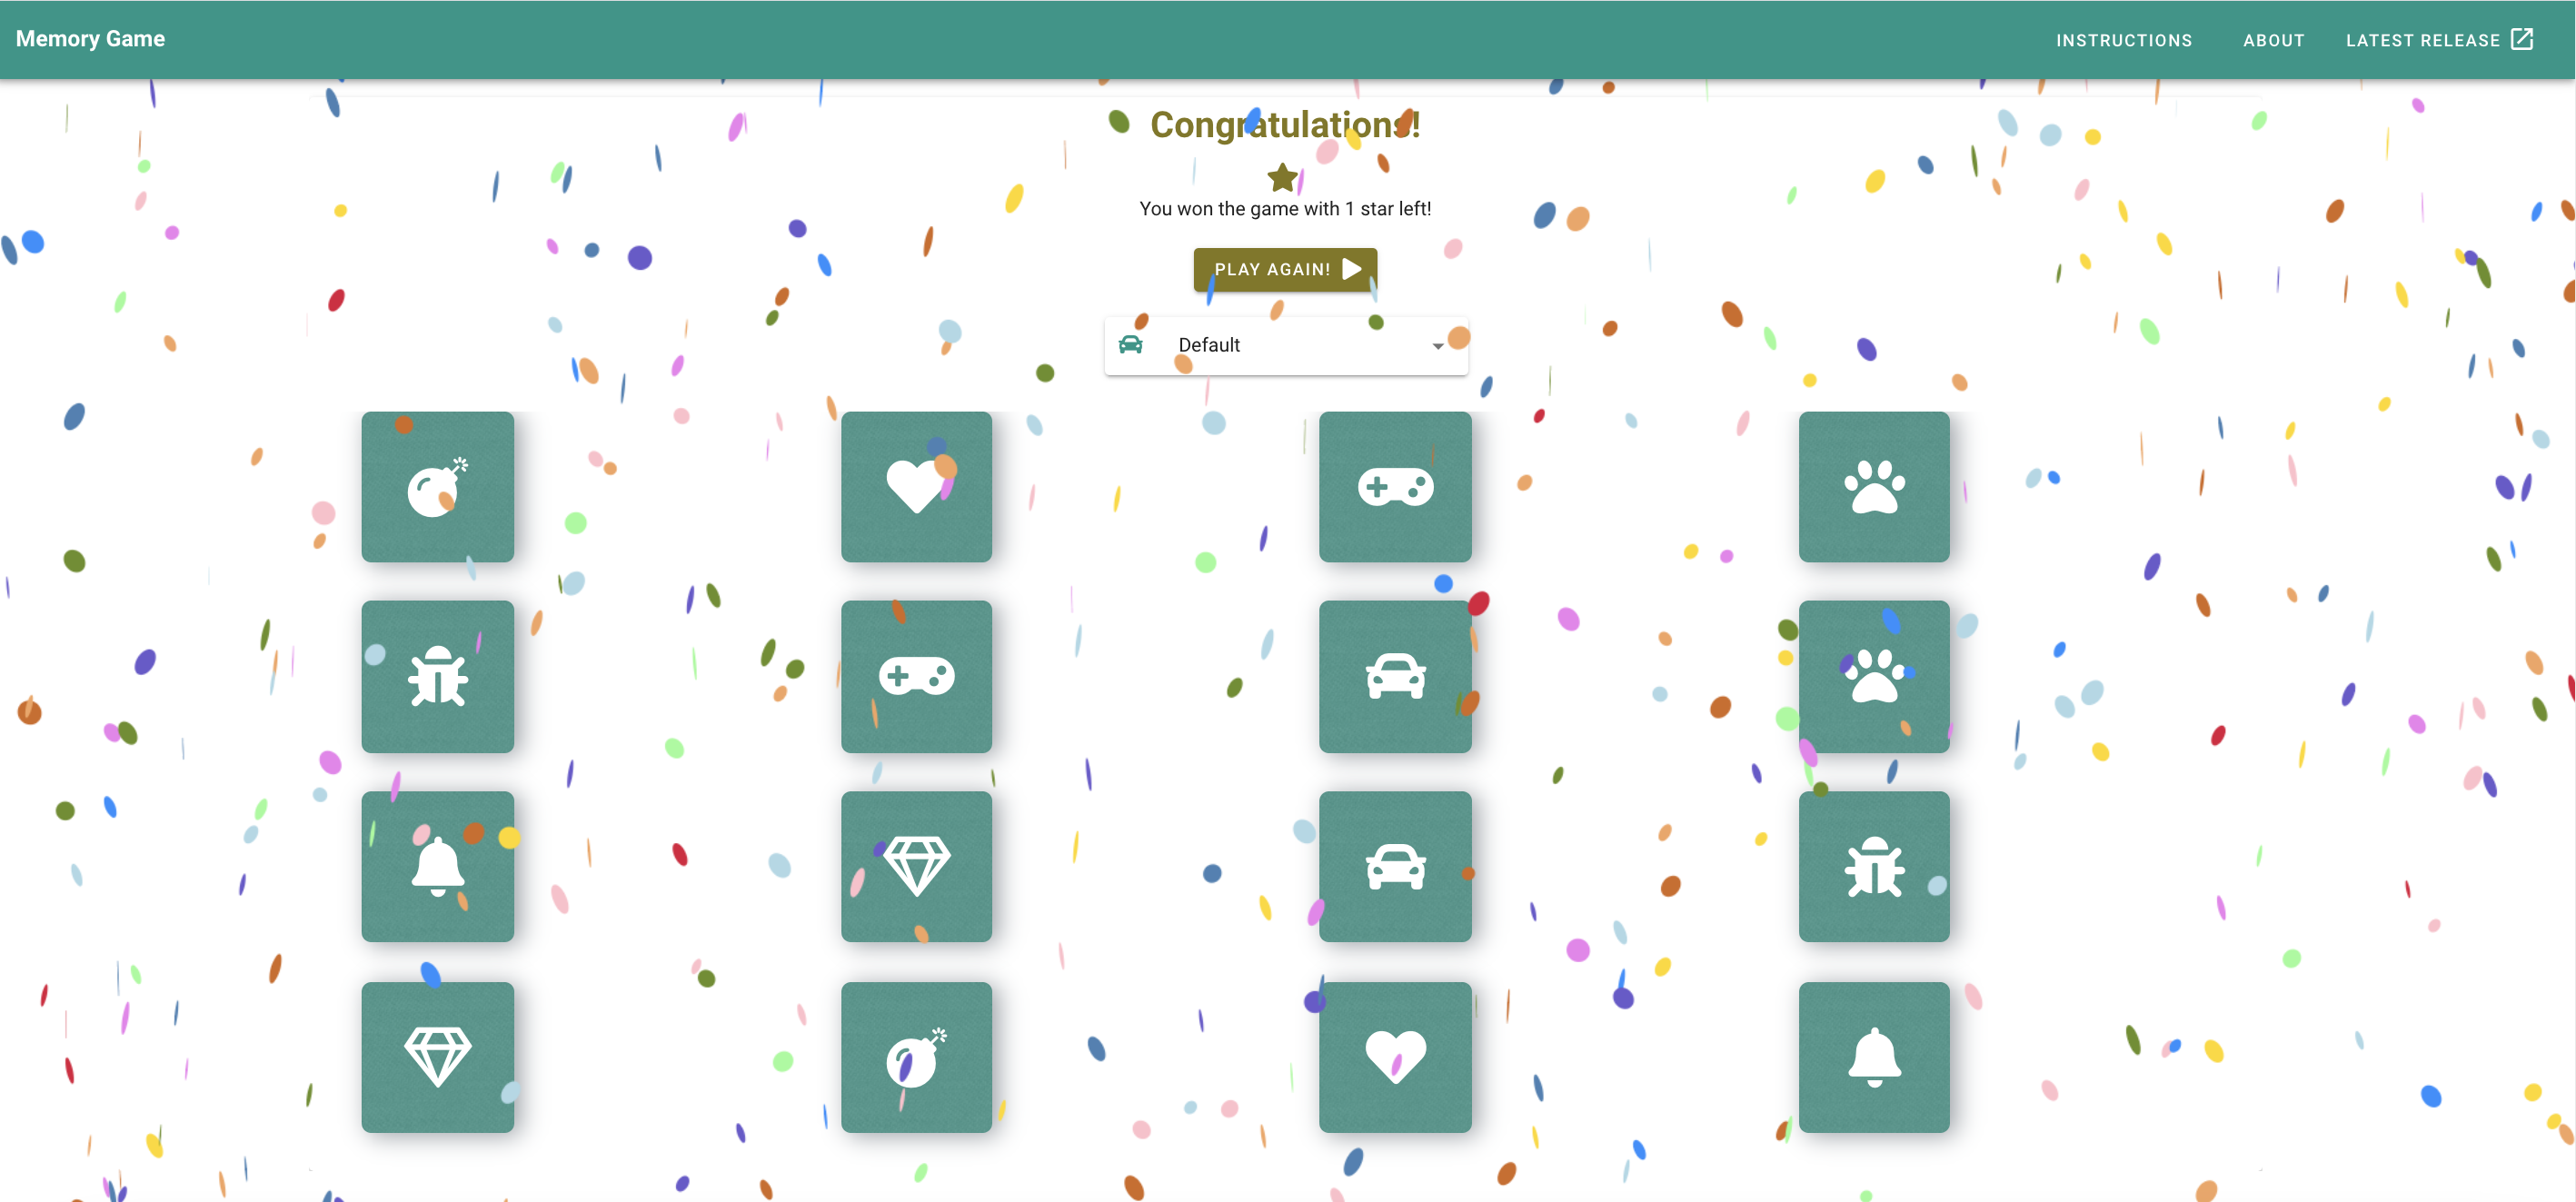 Memory Game
INSTRUCTIONS
ABOUT
LATEST RELEASE
Congratulations!
You won the game with 1 star left!
PLAY AGAIN!
Default